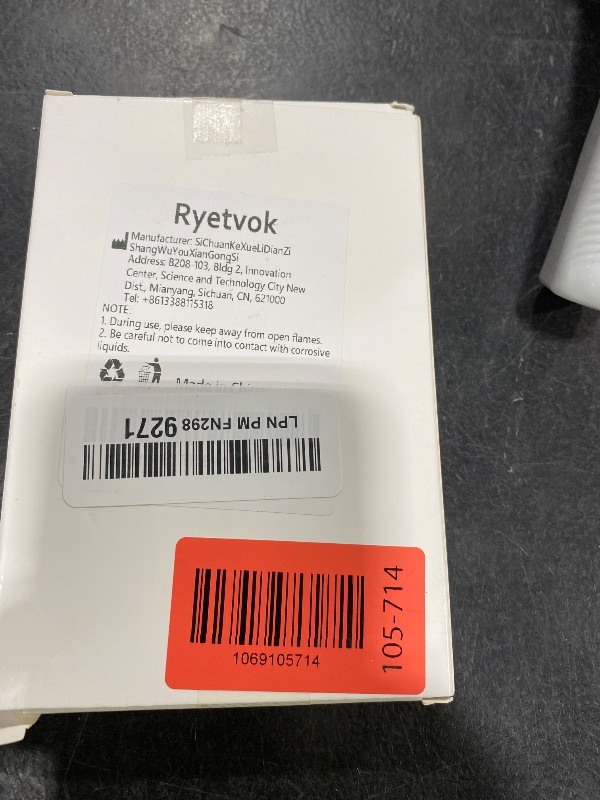 Ryetvok
Manufacturer: SiChuanKeXueLiDianZi
ShangWuYouXianGongSi
Address: B208-103, Bldg 2, Innovation
Center, Science and Technology City New
Dist., Mianyang, Sichuan, CN, 621000
Tel: +8613388115318
NOTE:
1. During use, please keep away from open flames.
2. Be careful not to come into contact with corrosive
liquids.
Made in
LPN PM FN298 9271
1069105714
105-714